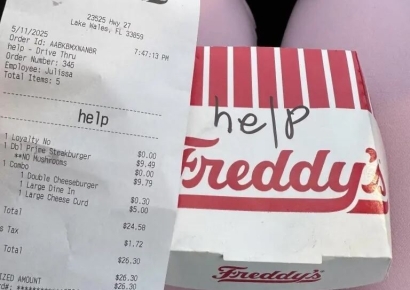 23525 Hwy 27
Lake Wales, FL 33859
5/11/2025 7:47:13 PM
Order Id: AABKBMXNANBR
help - Drive Thru
Order Number: 346
Employee: Julissa
Total Items: 5
help
1 Loyalty No $0.00
1 Dbl Prime Steakburger $9.49
**NO Mushrooms $0.00
1 Combo $9.79
1 Double Cheeseburger
1 Large Dine In $0.30
1 Large Cheese Curd $5.00
Total $24.58
s Tax $1.72
Total $26.30
IZED AMOUNT $26.30
$26.30
help
Freddy's
Freddy's